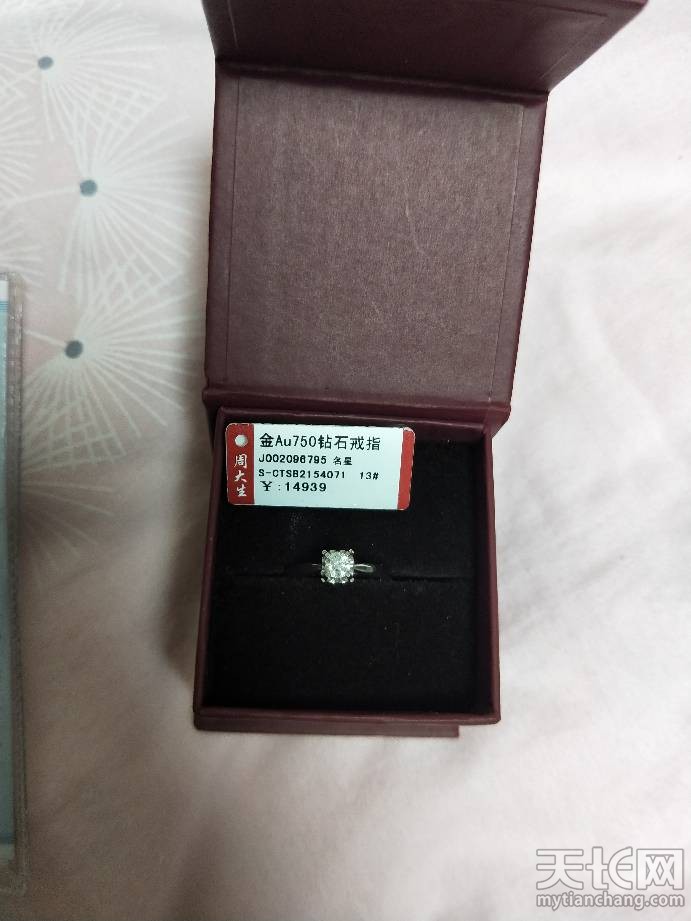 金Au750钻石戒指
J002096795 名星
S-CTSB2154071 13#
￥:14939
周大生
天长网
mytianchang.com